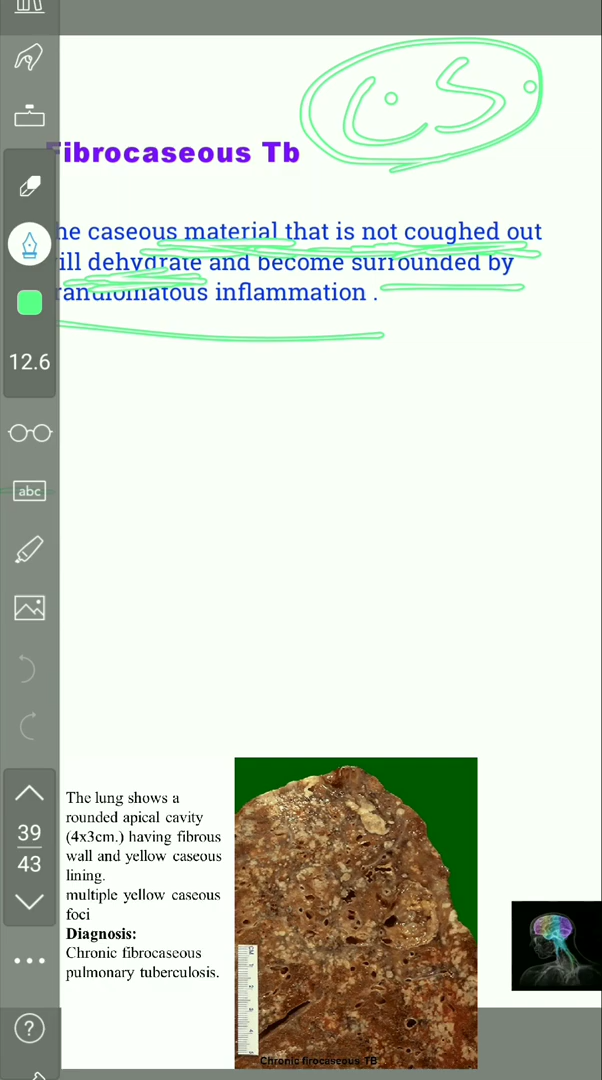 C S
ibrocaseous Tb
he caseous material that is not coughed out
ill dehydrate and become surrounded by
randlomatous inflammation .
12.6
abc
39
43
The lung shows a
rounded apical cavity
(4x3cm.) having fibrous
wall and yellow caseous
lining.
multiple yellow caseous
foci
Diagnosis:
Chronic fibrocaseous
pulmonary tuberculosis.
Chronic firocaseous TB
?